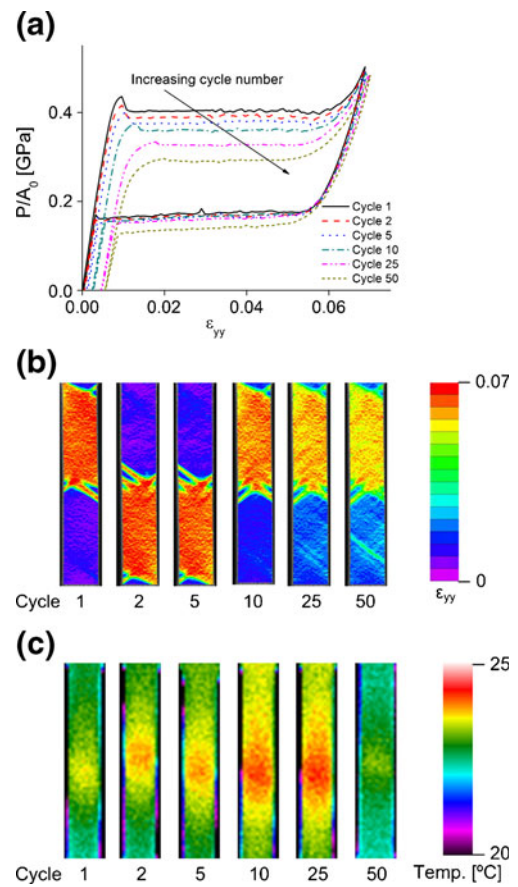 (a)
P/A₀ [GPa]
0.4
0.2
0.0
Increasing cycle number
Cycle 1
Cycle 2
Cycle 5
Cycle 10
Cycle 25
Cycle 50
0.00 0.02 0.04 0.06
εyy
(b)
0.07
0
εyy
Cycle 1 2 5 10 25 50
(c)
25
20
Cycle 1 2 5 10 25 50 Temp. [ºC]